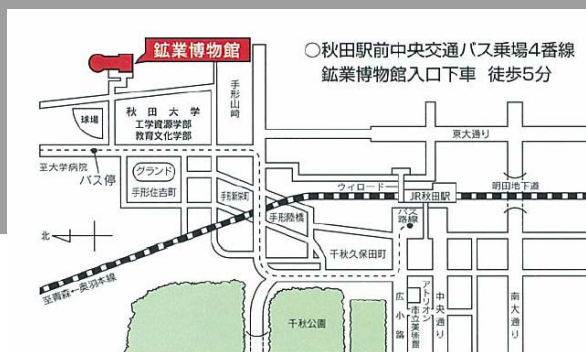 鉱業博物館
○秋田駅前中央交通バス乗場4番線
鉱業博物館入口下車 徒歩5分
手形山崎
秋田大学
工学資源学部
教育文化学部
球場
東大通り
至大学病院
バス停
グランド
手形住吉町
ウィロード
明田地下道
JR秋田駅
手形新栄町
バス路線
手形陸橋
北
千秋久保田町
至青森←奥羽本線
千秋公園
広小路
アトリオン
市立美術館
中央通り
南大通り